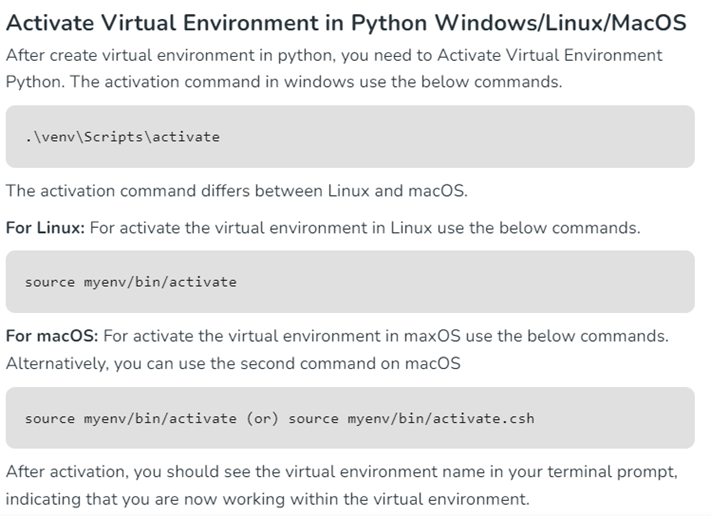 Activate Virtual Environment in Python Windows/Linux/MacOS
After create virtual environment in python, you need to Activate Virtual Environment
Python. The activation command in windows use the below commands.
.\venv\Scripts\activate
The activation command differs between Linux and macOS.
For Linux: For activate the virtual environment in Linux use the below commands.
source myenv/bin/activate
For macOS: For activate the virtual environment in maxOS use the below commands.
Alternatively, you can use the second command on macOS
source myenv/bin/activate (or) source myenv/bin/activate.csh
After activation, you should see the virtual environment name in your terminal prompt,
indicating that you are now working within the virtual environment.